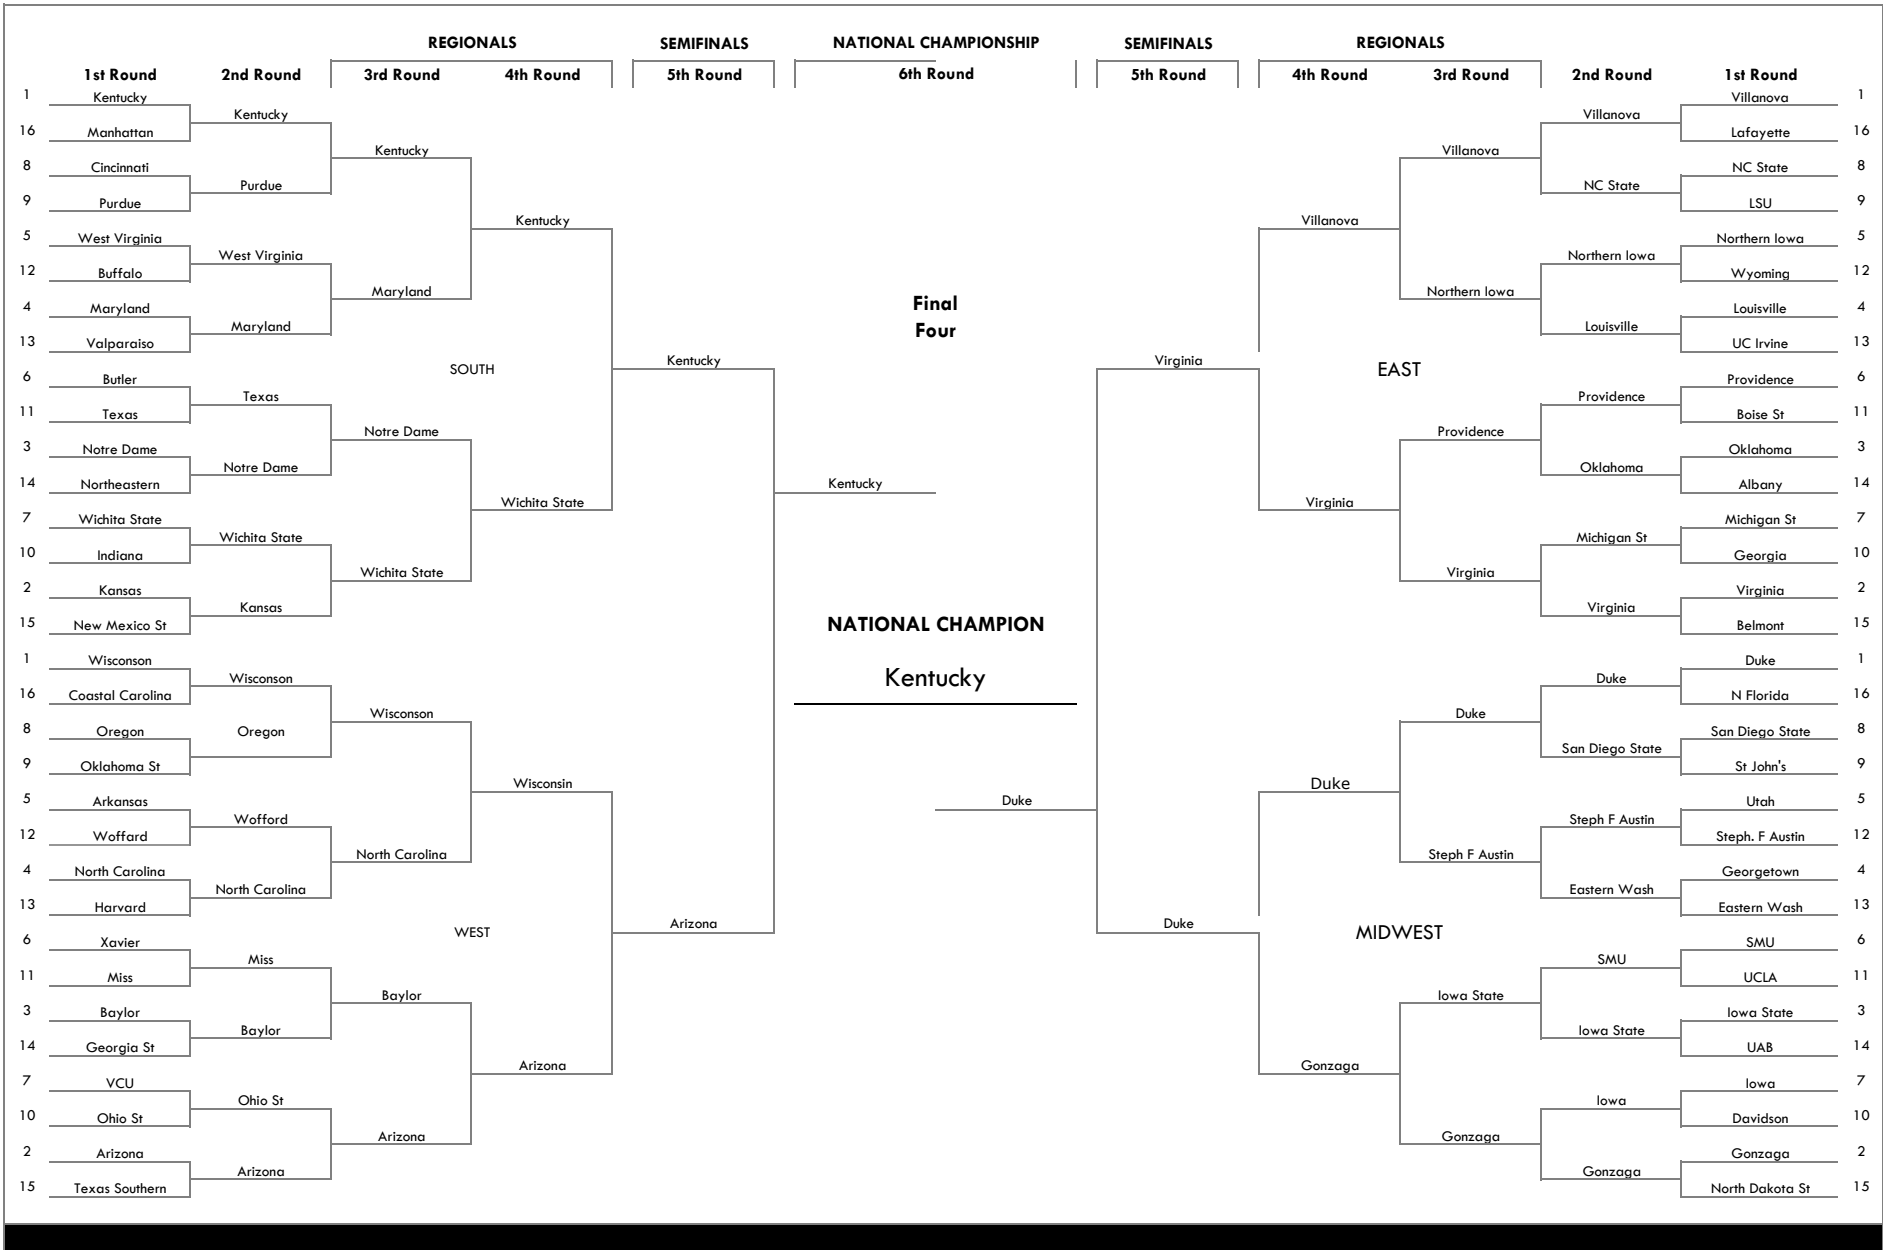 REGIONALS SEMIFINALS NATIONAL CHAMPIONSHIP SEMIFINALS REGIONALS
1st Round 2nd Round 3rd Round 4th Round 5th Round 6th Round 5th Round 4th Round 3rd Round 2nd Round 1st Round
1 Kentucky Villanova 1
Kentucky Villanova
16 Manhattan Lafayette 16
Kentucky Villanova
8 Cincinnati NC State 8
Purdue NC State
9 Purdue LSU 9
Kentucky Villanova
5 West Virginia Northern Iowa 5
West Virginia Northern Iowa
12 Buffalo Wyoming 12
Maryland Northern Iowa
4 Maryland Final Louisville 4
Maryland Four Louisville
13 Valparaiso UC Irvine 13
Kentucky Virginia
SOUTH EAST
6 Butler Providence 6
Texas Providence
11 Texas Boise St 11
Notre Dame Providence
3 Notre Dame Oklahoma 3
Notre Dame Oklahoma
14 Northeastern Kentucky Albany 14
Wichita State Virginia
7 Wichita State Michigan St 7
Wichita State Michigan St
10 Indiana Georgia 10
Wichita State Virginia
2 Kansas Virginia 2
Kansas Virginia
15 New Mexico St NATIONAL CHAMPION Belmont 15
1 Wisconson Duke 1
Wisconson Kentucky Duke
16 Coastal Carolina N Florida 16
Wisconson Duke
8 Oregon Oregon San Diego State 8
San Diego State
9 Oklahoma St St John's 9
Wisconsin Duke
5 Arkansas Duke Utah 5
Wofford Steph F Austin
12 Woffard Steph. F Austin 12
North Carolina Steph F Austin
4 North Carolina Georgetown 4
North Carolina Eastern Wash
13 Harvard Eastern Wash 13
Arizona Duke
WEST MIDWEST
6 Xavier SMU 6
Miss SMU
11 Miss UCLA 11
Baylor Iowa State
3 Baylor Iowa State 3
Baylor Iowa State
14 Georgia St UAB 14
Arizona Gonzaga
7 VCU Iowa 7
Ohio St Iowa
10 Ohio St Davidson 10
Arizona Gonzaga
2 Arizona Gonzaga 2
Arizona Gonzaga
15 Texas Southern North Dakota St 15